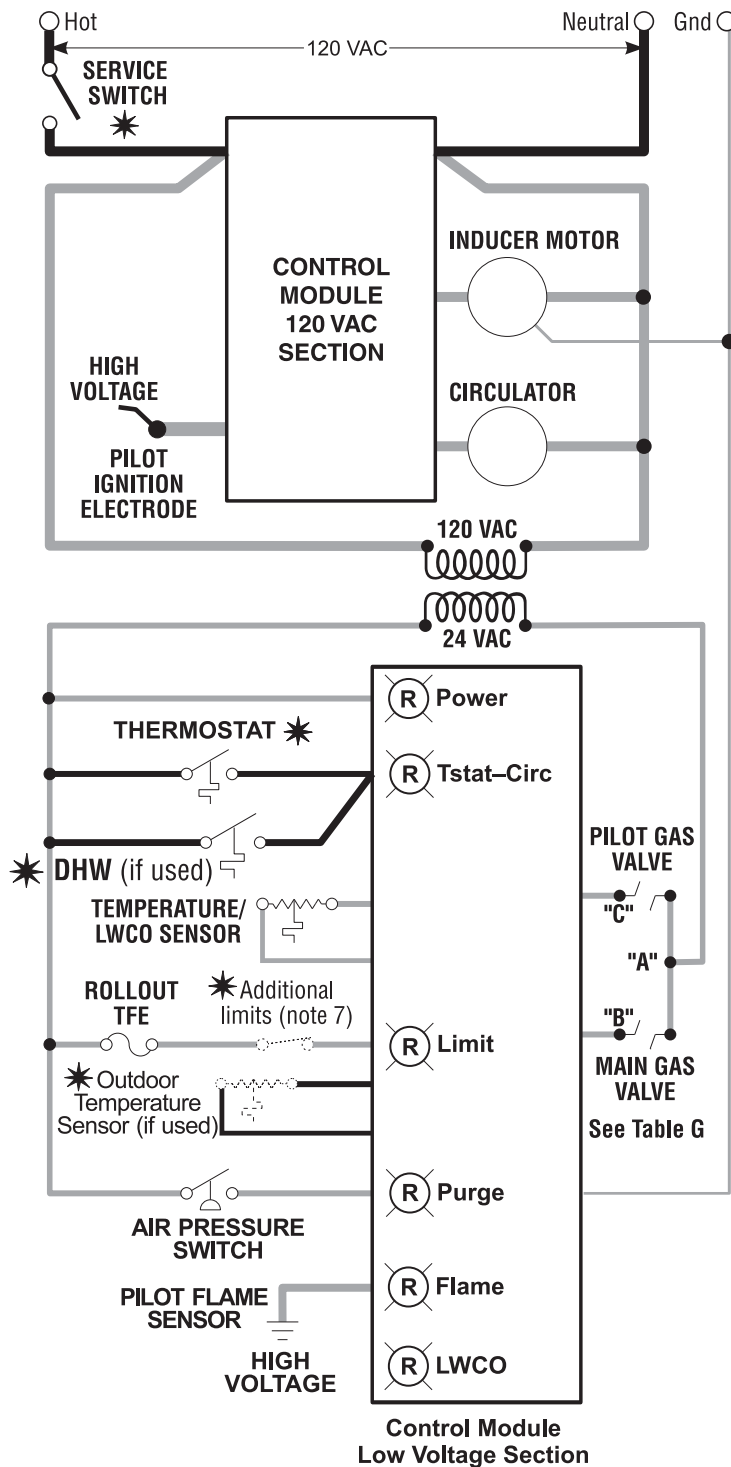 Hot
Neutral
Gnd
120 VAC
SERVICE
SWITCH
INDUCER MOTOR
CONTROL
MODULE
120 VAC
SECTION
HIGH
VOLTAGE
CIRCULATOR
PILOT
IGNITION
ELECTRODE
120 VAC
24 VAC
R Power
THERMOSTAT
R Tstat–Circ
PILOT GAS
VALVE
DHW (if used)
"C"
TEMPERATURE/
LWCO SENSOR
"A"
ROLLOUT
TFE
Additional
limits (note 7)
"B"
R Limit
MAIN GAS
VALVE
Outdoor
Temperature
Sensor (if used)
See Table G
R Purge
AIR PRESSURE
SWITCH
R Flame
PILOT FLAME
SENSOR
HIGH
VOLTAGE
R LWCO
Control Module
Low Voltage Section